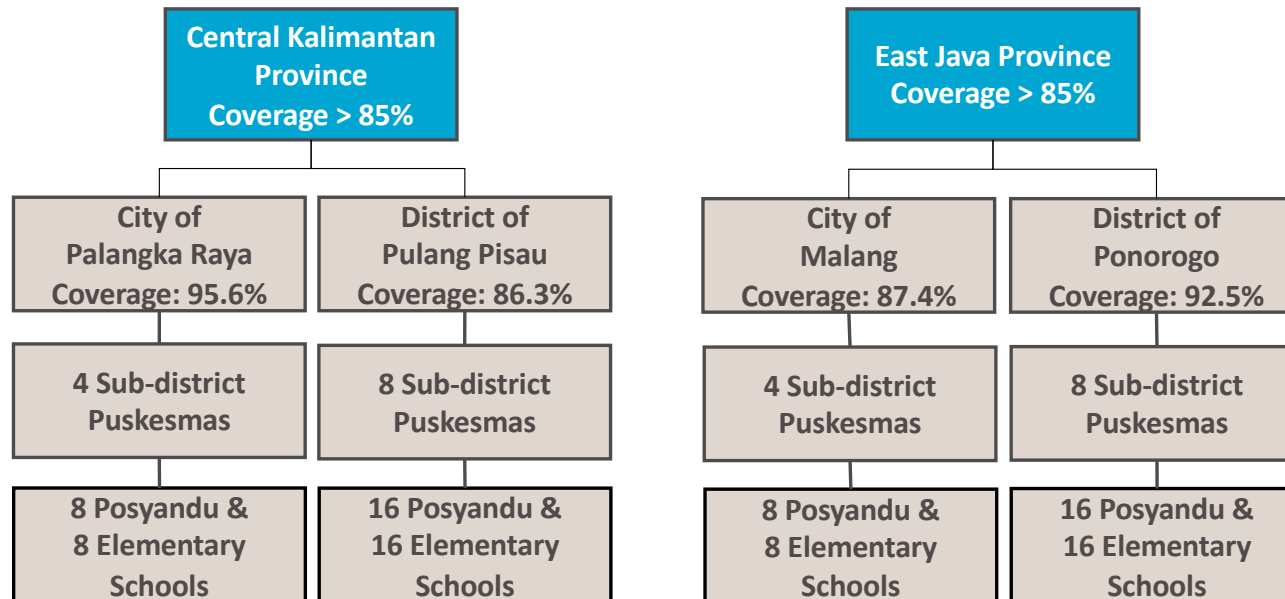 Central Kalimantan
Province
Coverage > 85%
East Java Province
Coverage > 85%
City of
Palangka Raya
Coverage: 95.6%
District of
Pulang Pisau
Coverage: 86.3%
City of
Malang
Coverage: 87.4%
District of
Ponorogo
Coverage: 92.5%
4 Sub-district
Puskesmas
8 Sub-district
Puskesmas
4 Sub-district
Puskesmas
8 Sub-district
Puskesmas
8 Posyandu &
8 Elementary
Schools
16 Posyandu &
16 Elementary
Schools
8 Posyandu &
8 Elementary
Schools
16 Posyandu &
16 Elementary
Schools